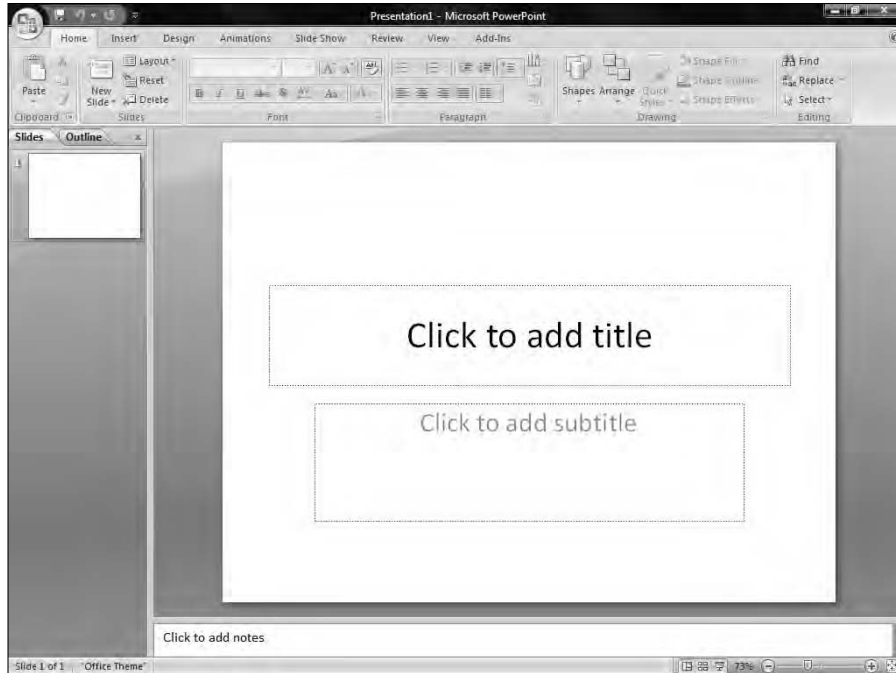 Presentation1 - Microsoft PowerPoint
Home Insert Design Animations Slide Show Review View Add-Ins
Paste
New Slide
Layout
Reset
Delete
Shapes Arrange Quick Styles
Shape Fill
Shape Outline
Shape Effects
Find
Replace
Select
Clipboard Slides Font Paragraph Drawing Editing
Slides Outline x
1
Click to add title
Click to add subtitle
Click to add notes
Slide 1 of 1 "Office Theme" 73%